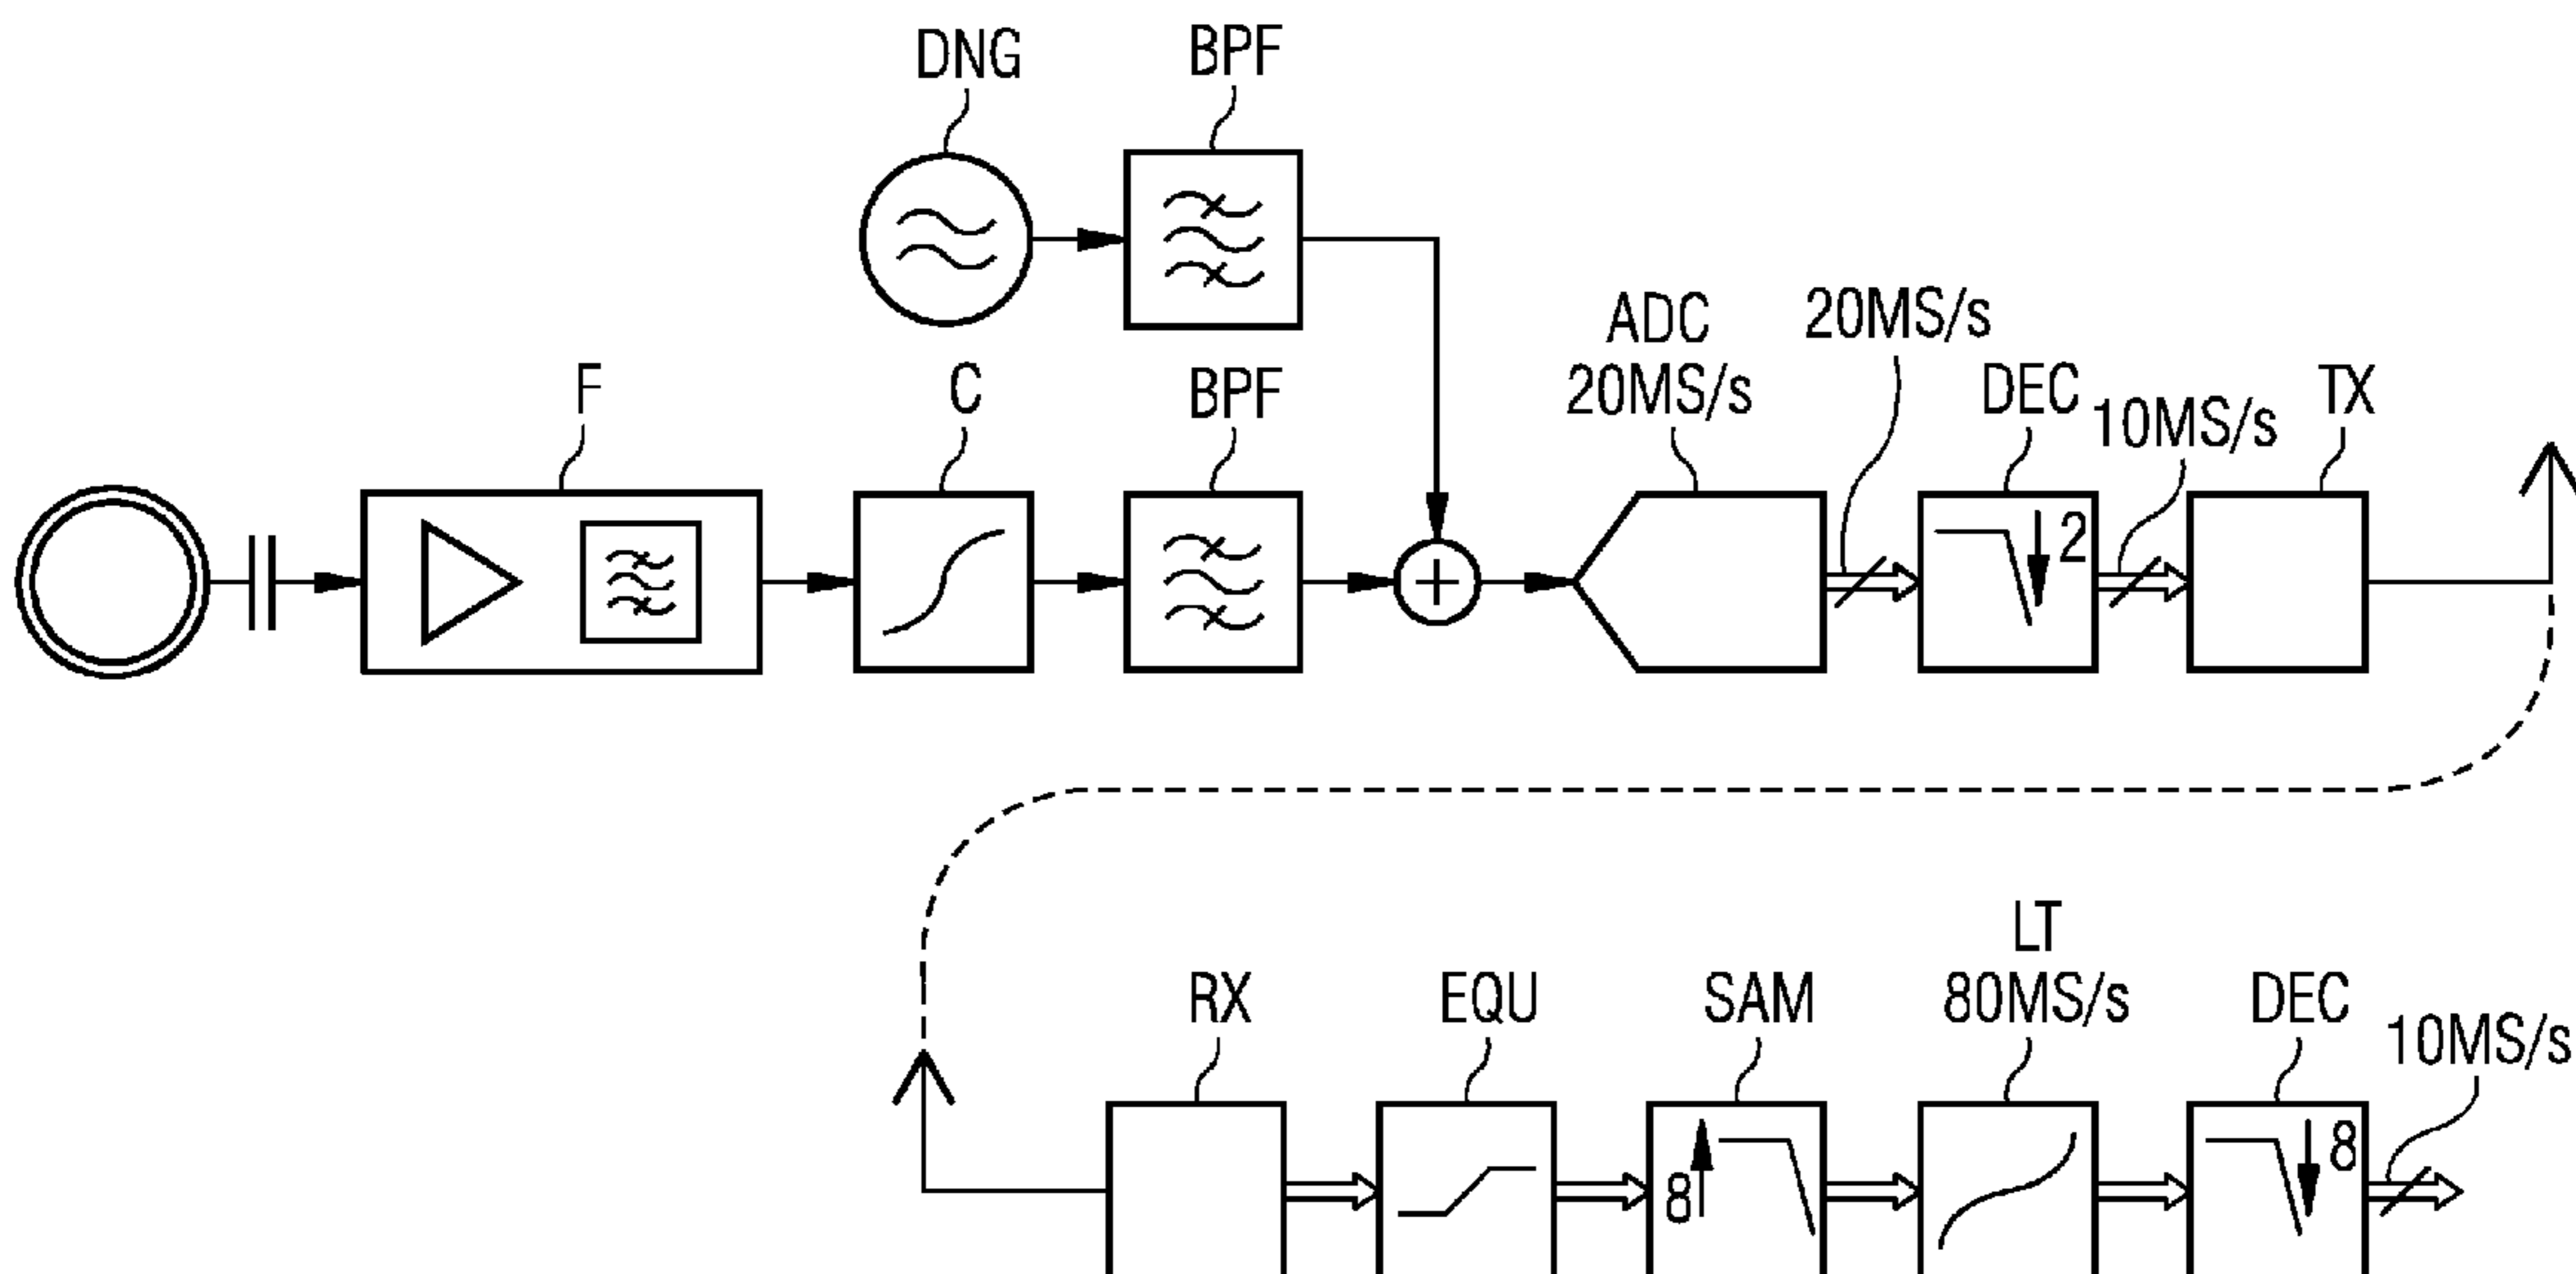 DNG
BPF
F
C
BPF
ADC
20MS/s
20MS/s
DEC
10MS/s
TX
+
2
RX
EQU
SAM
LT
80MS/s
DEC
10MS/s
8
8